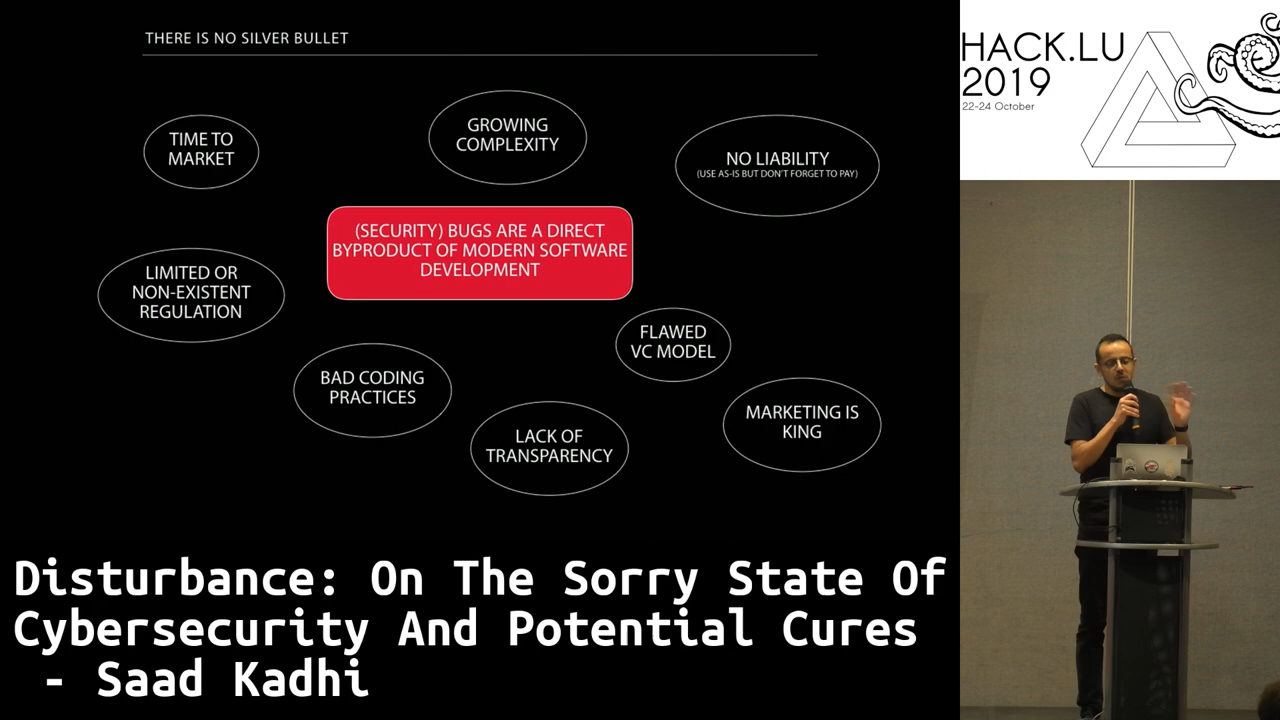 THERE IS NO SILVER BULLET
TIME TO
MARKET
GROWING
COMPLEXITY
NO LIABILITY
(USE AS-IS BUT DON'T FORGET TO PAY)
(SECURITY) BUGS ARE A DIRECT
BYPRODUCT OF MODERN SOFTWARE
DEVELOPMENT
LIMITED OR
NON-EXISTENT
REGULATION
FLAWED
VC MODEL
BAD CODING
PRACTICES
MARKETING IS
KING
LACK OF
TRANSPARENCY
HACK.LU
2019
22-24 October
Disturbance: On The Sorry State Of
Cybersecurity And Potential Cures
- Saad Kadhi